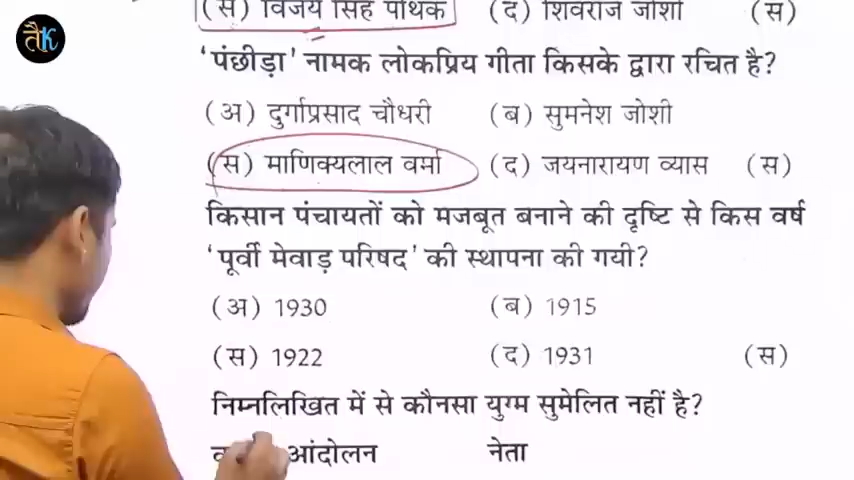 तैK
(स) विजय सिंह पथिक (द) शिवराज जोशी (स)
'पंछीड़ा' नामक लोकप्रिय गीता किसके द्वारा रचित है?
(अ) दुर्गाप्रसाद चौधरी (ब) सुमनेश जोशी
(स) माणिक्यलाल वर्मा (द) जयनारायण व्यास (स)
किसान पंचायतों को मजबूत बनाने की दृष्टि से किस वर्ष
'पूर्वी मेवाड़ परिषद' की स्थापना की गयी?
(अ) 1930 (ब) 1915
(स) 1922 (द) 1931 (स)
निम्नलिखित में से कौनसा युग्म सुमेलित नहीं है?
आंदोलन नेता